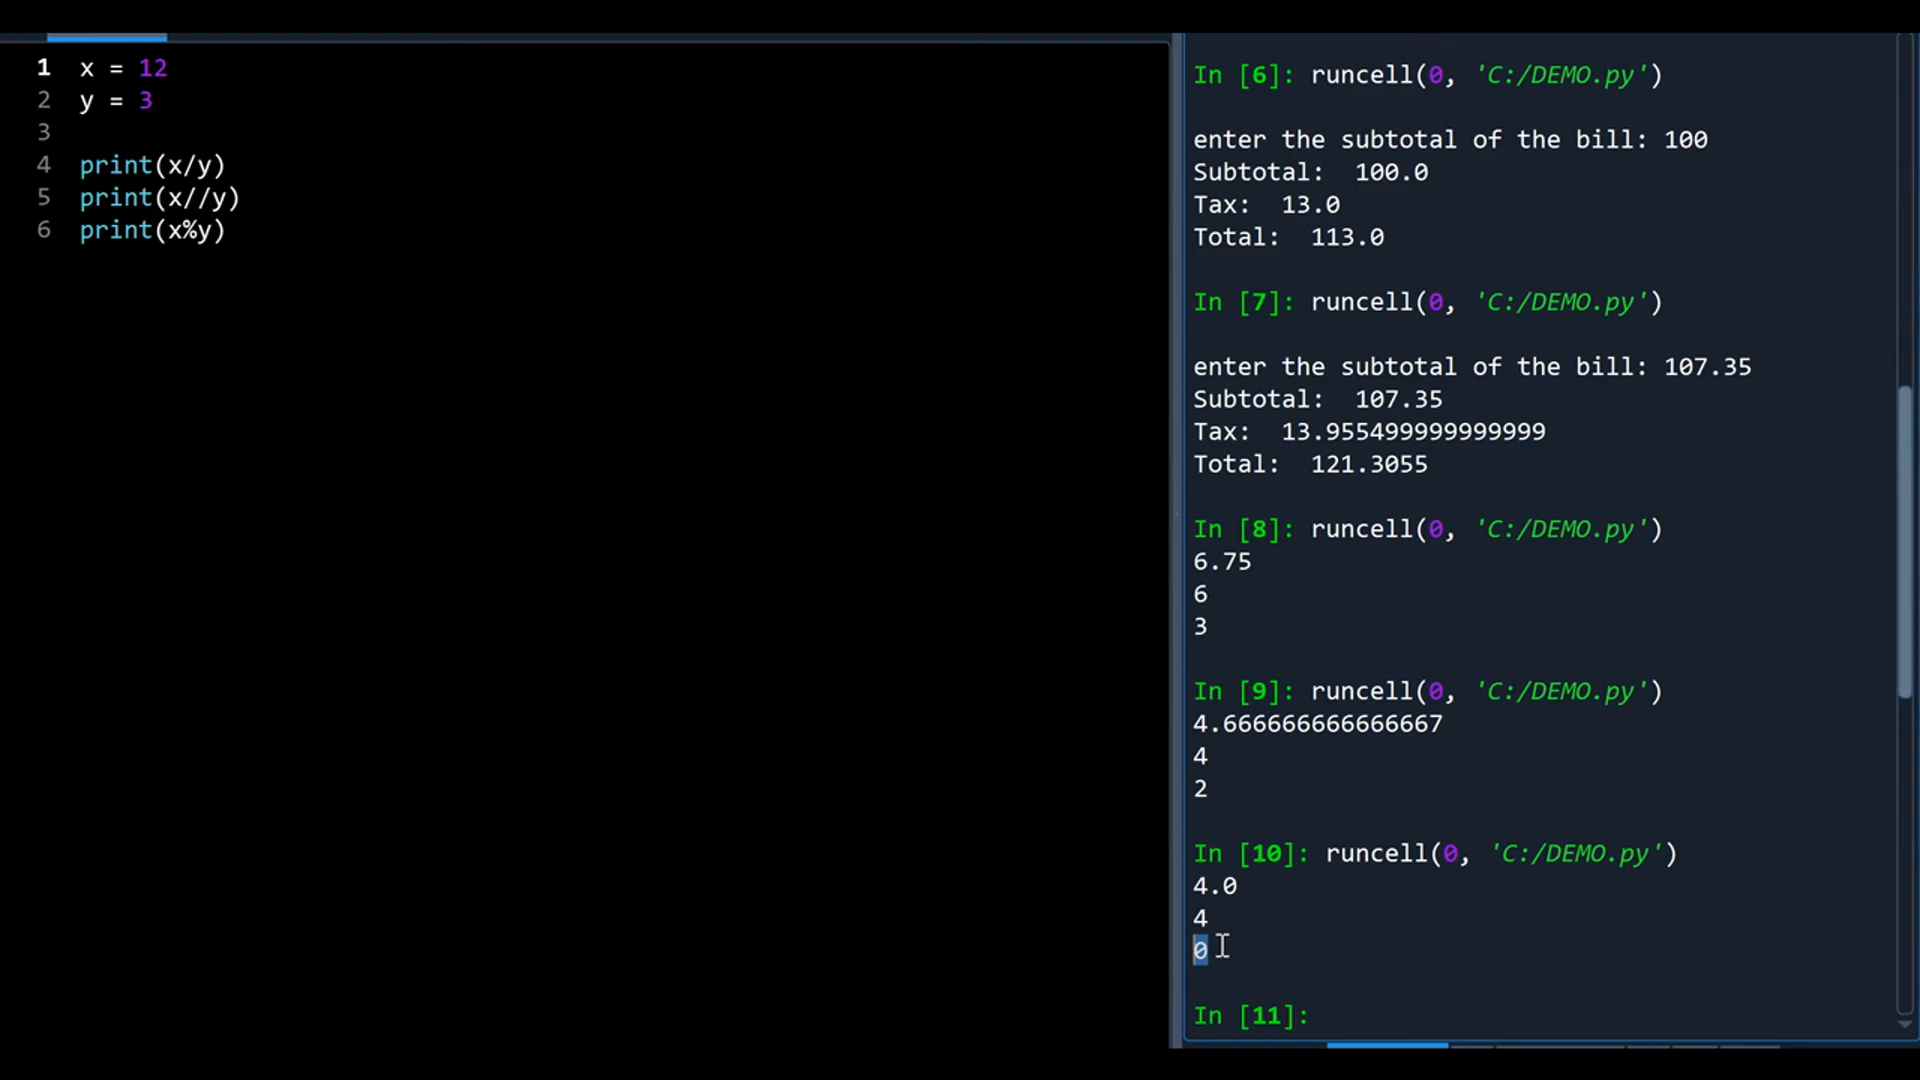 1 x = 12
2 y = 3
3
4 print(x/y)
5 print(x//y)
6 print(x%y)
In [6]: runcell(0, 'C:/DEMO.py')
enter the subtotal of the bill: 100
Subtotal:  100.0
Tax:  13.0
Total:  113.0
In [7]: runcell(0, 'C:/DEMO.py')
enter the subtotal of the bill: 107.35
Subtotal:  107.35
Tax:  13.955499999999999
Total:  121.3055
In [8]: runcell(0, 'C:/DEMO.py')
6.75
6
3
In [9]: runcell(0, 'C:/DEMO.py')
4.666666666666667
4
2
In [10]: runcell(0, 'C:/DEMO.py')
4.0
4
0
In [11]: